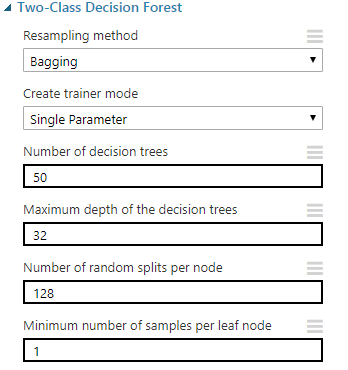 Two-Class Decision Forest
Resampling method
Bagging
Create trainer mode
Single Parameter
Number of decision trees
50
Maximum depth of the decision trees
32
Number of random splits per node
128
Minimum number of samples per leaf node
1